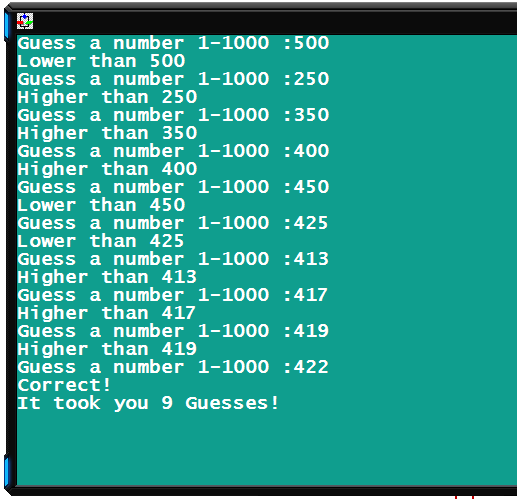 Guess a number 1-1000 :500
Lower than 500
Guess a number 1-1000 :250
Higher than 250
Guess a number 1-1000 :350
Higher than 350
Guess a number 1-1000 :400
Higher than 400
Guess a number 1-1000 :450
Lower than 450
Guess a number 1-1000 :425
Lower than 425
Guess a number 1-1000 :413
Higher than 413
Guess a number 1-1000 :417
Higher than 417
Guess a number 1-1000 :419
Higher than 419
Guess a number 1-1000 :422
Correct!
It took you 9 Guesses!